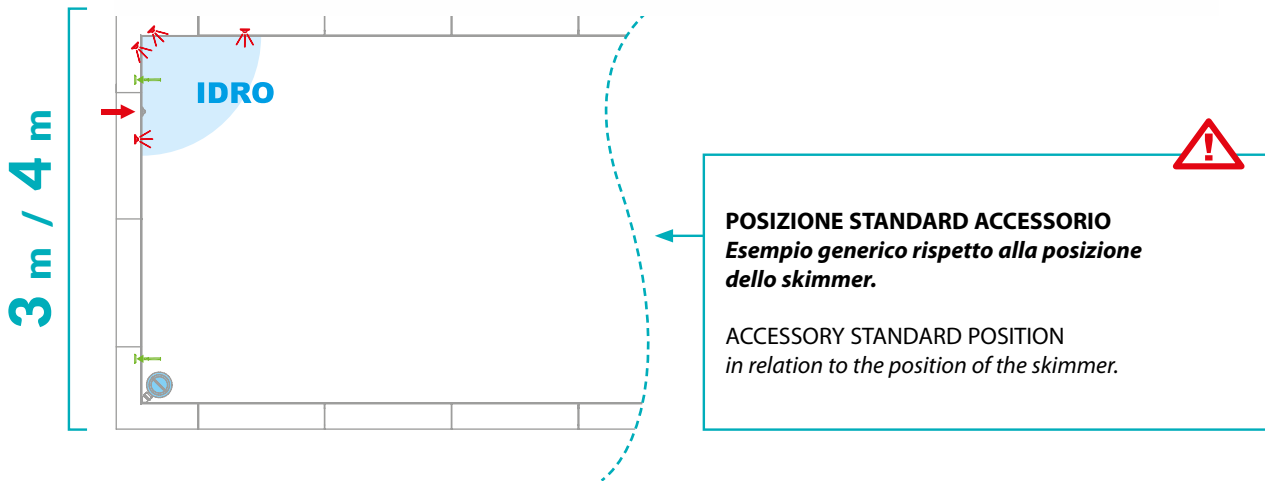 3 m / 4 m
IDRO
!
POSIZIONE STANDARD ACCESSORIO
Esempio generico rispetto alla posizione
dello skimmer.
ACCESSORY STANDARD POSITION
in relation to the position of the skimmer.